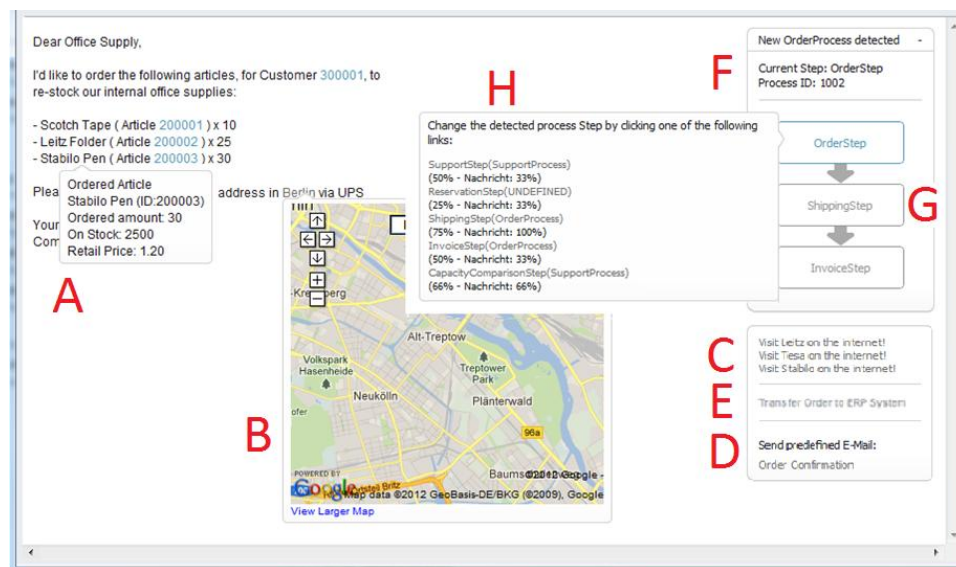 Dear Office Supply,
I'd like to order the following articles, for Customer 300001, to
re-stock our internal office supplies:
- Scotch Tape ( Article 200001 ) x 10
- Leitz Folder ( Article 200002 ) x 25
- Stabilo Pen ( Article 200003 ) x 30
address in Berlin via UPS
Ordered Article
Stabilo Pen (ID:200003)
Ordered amount: 30
On Stock: 2500
Retail Price: 1.20
A
B
Alt-Treptow
Volkspark
Hasenheide
Treptower
Park
Neukölln
Plänterwald
96a
POWERED BY
Google
Britz
Map data ©2012 GeoBasis-DE/BKG (©2009), Google
View Larger Map
H
Change the detected process Step by clicking one of the following
links:
SupportStep(SupportProcess)
(50% - Nachricht: 33%)
ReservationStep(UNDEFINED)
(25% - Nachricht: 33%)
ShippingStep(OrderProcess)
(75% - Nachricht: 100%)
InvoiceStep(OrderProcess)
(50% - Nachricht: 33%)
CapacityComparisonStep(SupportProcess)
(66% - Nachricht: 66%)
F
New OrderProcess detected -
Current Step: OrderStep
Process ID: 1002
OrderStep
ShippingStep
G
InvoiceStep
C
Visit Leitz on the internet!
Visit Tesa on the internet!
Visit Stabilo on the internet!
E
Transfer Order to ERP System
D
Send predefined E-Mail:
Order Confirmation